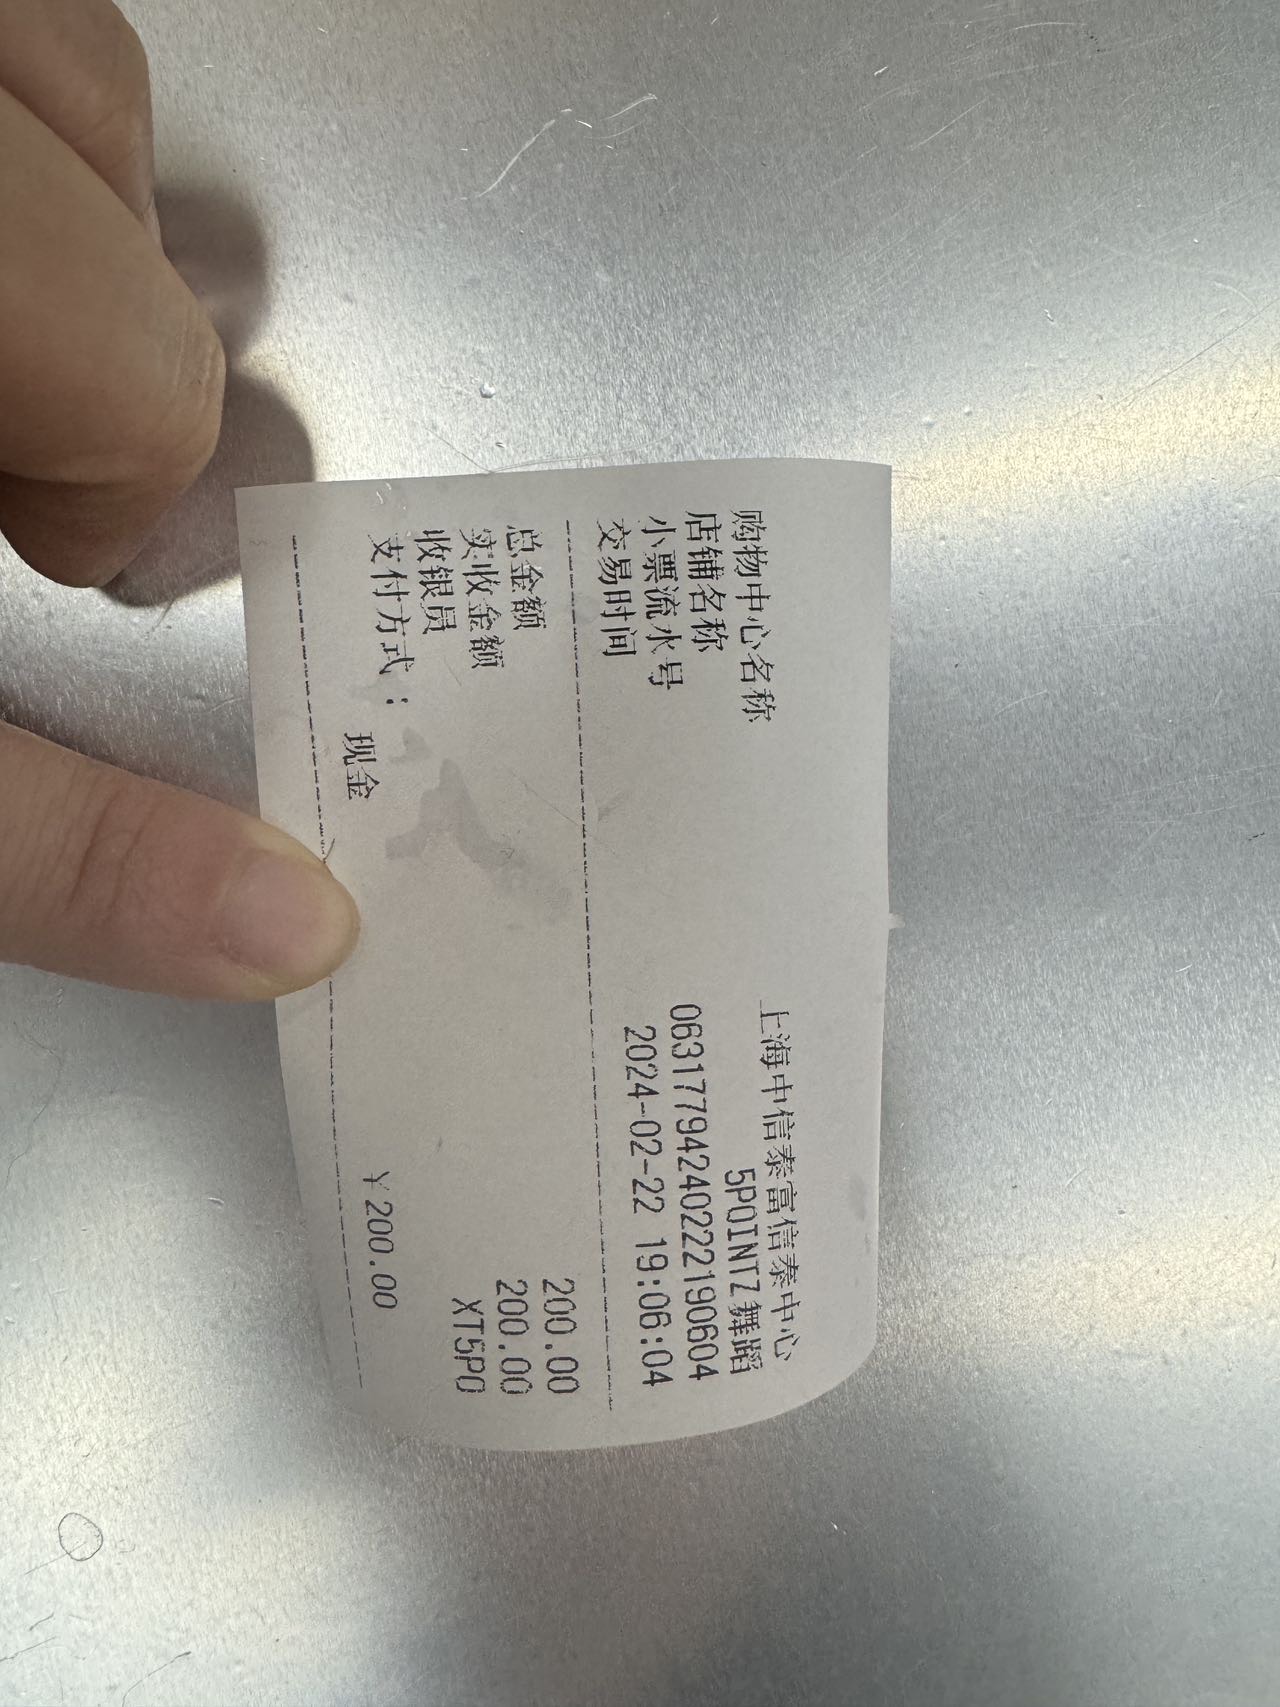 购物中心名称 上海中信泰富信泰中心
店铺名称 5POINTZ舞蹈
小票流水号 06317794240222190604
交易时间 2024-02-22 19:06:04
总金额 200.00
实收金额 200.00
收银员 XT5PO
支付方式：
现金 ¥200.00